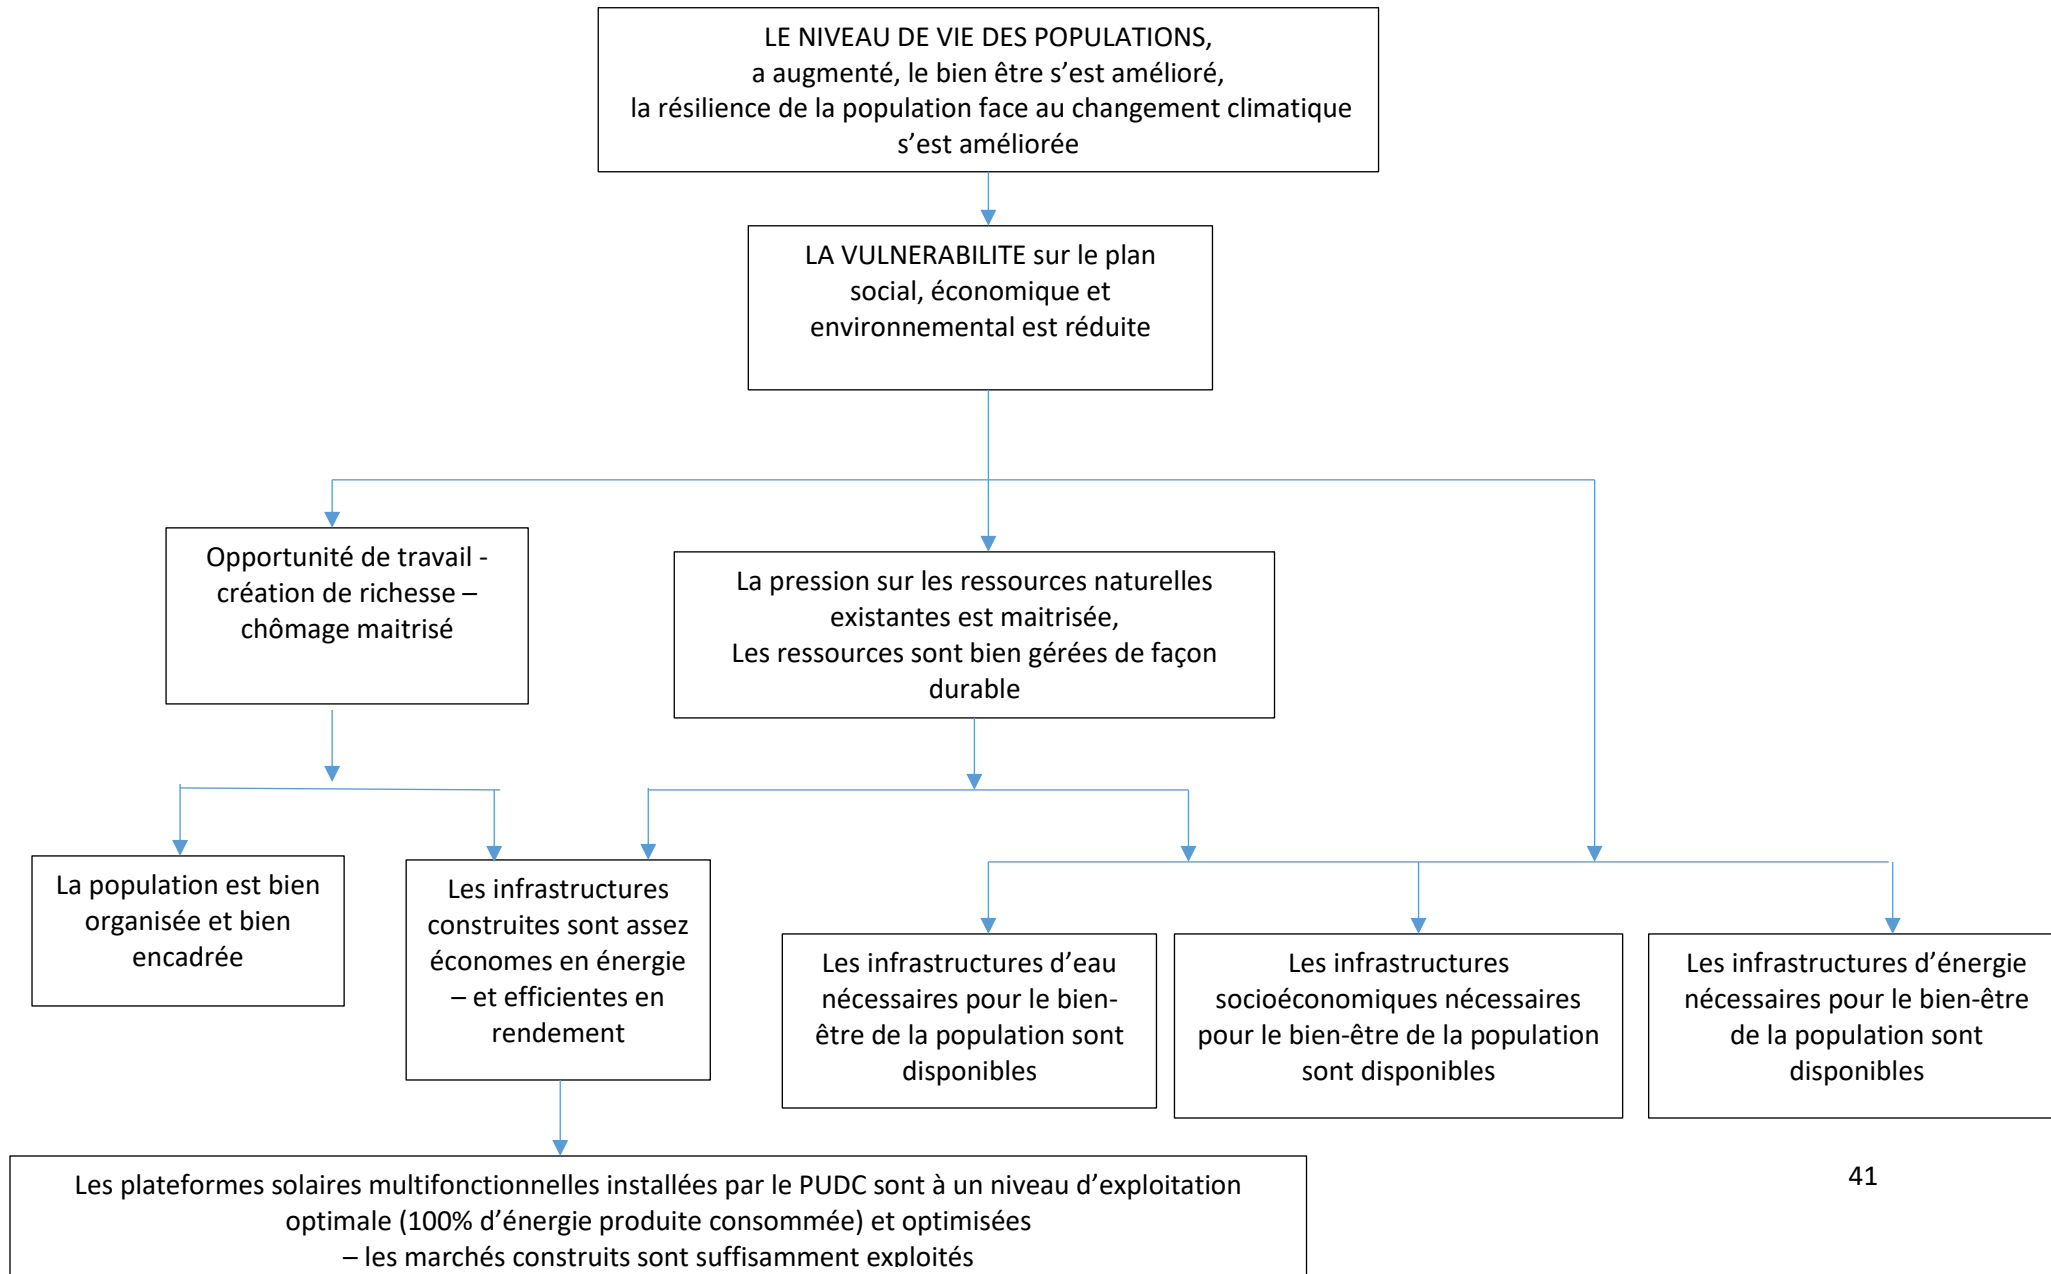 LE NIVEAU DE VIE DES POPULATIONS,
a augmenté, le bien être s’est amélioré,
la résilience de la population face au changement climatique
s’est améliorée
LA VULNERABILITE sur le plan
social, économique et
environnemental est réduite
Opportunité de travail -
création de richesse –
chômage maitrisé
La pression sur les ressources naturelles
existantes est maitrisée,
Les ressources sont bien gérées de façon
durable
La population est bien
organisée et bien
encadrée
Les infrastructures
construites sont assez
économes en énergie
– et efficientes en
rendement
Les infrastructures d’eau
nécessaires pour le bien-
être de la population sont
disponibles
Les infrastructures
socioéconomiques nécessaires
pour le bien-être de la population
sont disponibles
Les infrastructures d’énergie
nécessaires pour le bien-être
de la population sont
disponibles
Les plateformes solaires multifonctionnelles installées par le PUDC sont à un niveau d’exploitation
optimale (100% d’énergie produite consommée) et optimisées
– les marchés construits sont suffisamment exploités
41